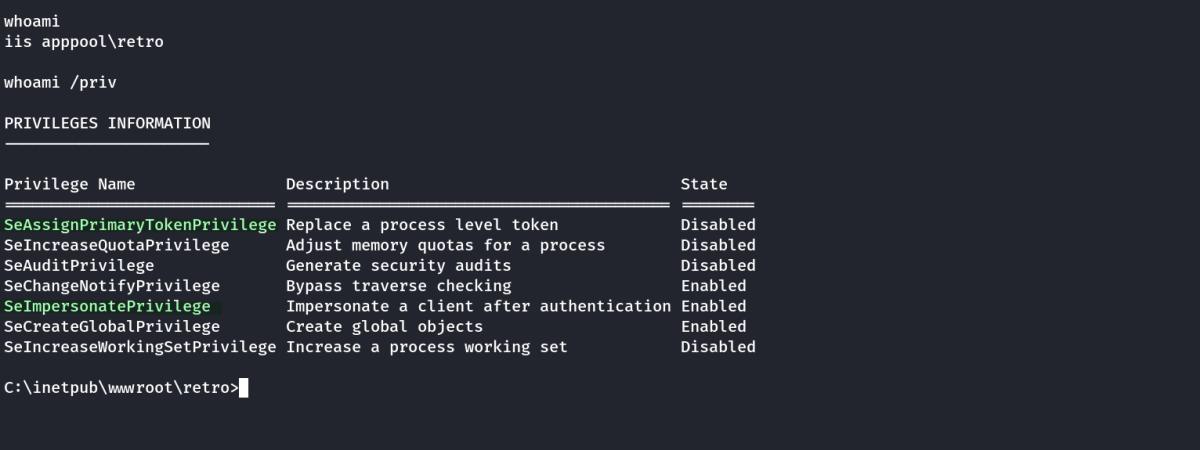 whoami
iis apppool\retro
whoami /priv
PRIVILEGES INFORMATION
----------------------
Privilege Name Description State
============================= ========================================= ========
SeAssignPrimaryTokenPrivilege Replace a process level token Disabled
SeIncreaseQuotaPrivilege Adjust memory quotas for a process Disabled
SeAuditPrivilege Generate security audits Disabled
SeChangeNotifyPrivilege Bypass traverse checking Enabled
SeImpersonatePrivilege Impersonate a client after authentication Enabled
SeCreateGlobalPrivilege Create global objects Enabled
SeIncreaseWorkingSetPrivilege Increase a process working set Disabled
C:\inetpub\wwwroot\retro>